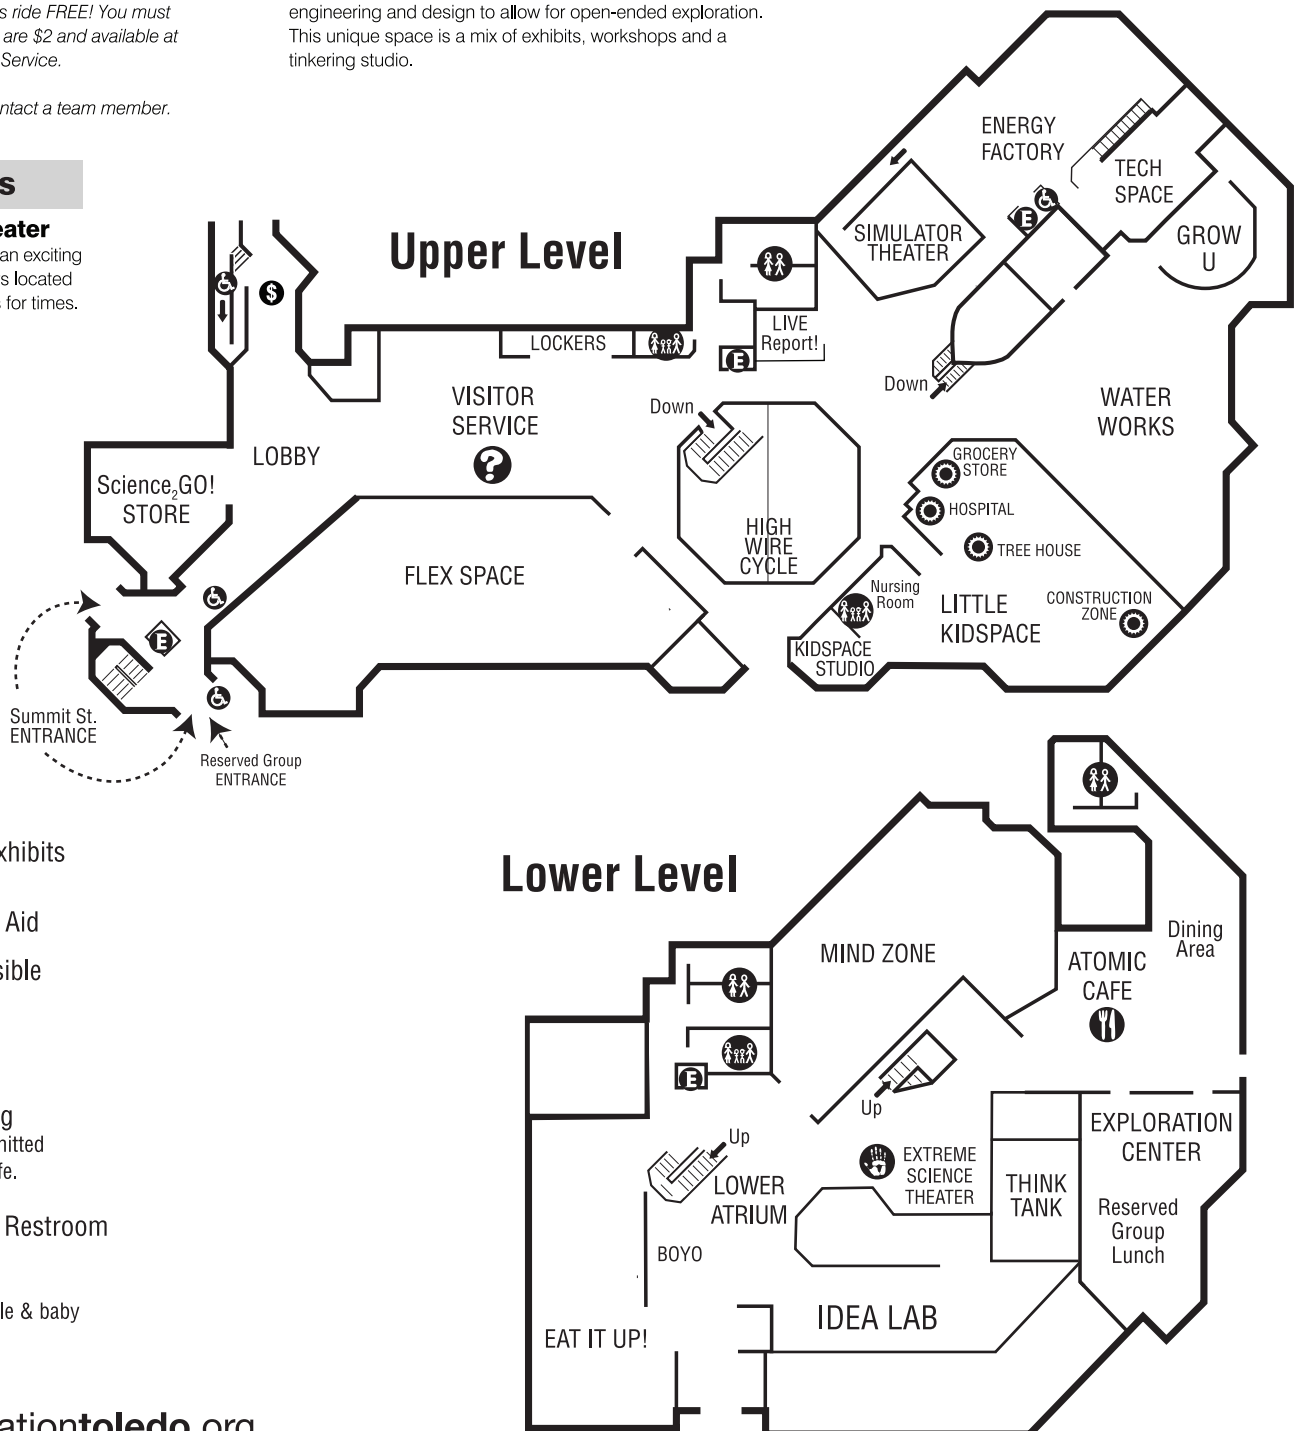 s ride FREE! You must
are $2 and available at
Service.
ntact a team member.
engineering and design to allow for open-ended exploration.
This unique space is a mix of exhibits, workshops and a
tinkering studio.
s
eater
an exciting
s located
s for times.
Upper Level
ENERGY
FACTORY
TECH
SPACE
GROW
U
SIMULATOR
THEATER
E
$
LIVE
Report!
LOCKERS
E
Down
Down
VISITOR
SERVICE
?
WATER
WORKS
LOBBY
Science2GO!
STORE
GROCERY
STORE
HOSPITAL
TREE HOUSE
CONSTRUCTION
ZONE
HIGH
WIRE
CYCLE
FLEX SPACE
Nursing
Room
LITTLE
KIDSPACE
KIDSPACE
STUDIO
E
Summit St.
ENTRANCE
Reserved Group
ENTRANCE
Lower Level
xhibits
Aid
sible
g
nitted
fe.
Restroom
le & baby
ationtoledo.org
MIND ZONE
Dining
Area
ATOMIC
CAFE
E
Up
Up
EXTREME
SCIENCE
THEATER
EXPLORATION
CENTER
LOWER
ATRIUM
THINK
TANK
Reserved
Group
Lunch
BOYO
IDEA LAB
EAT IT UP!